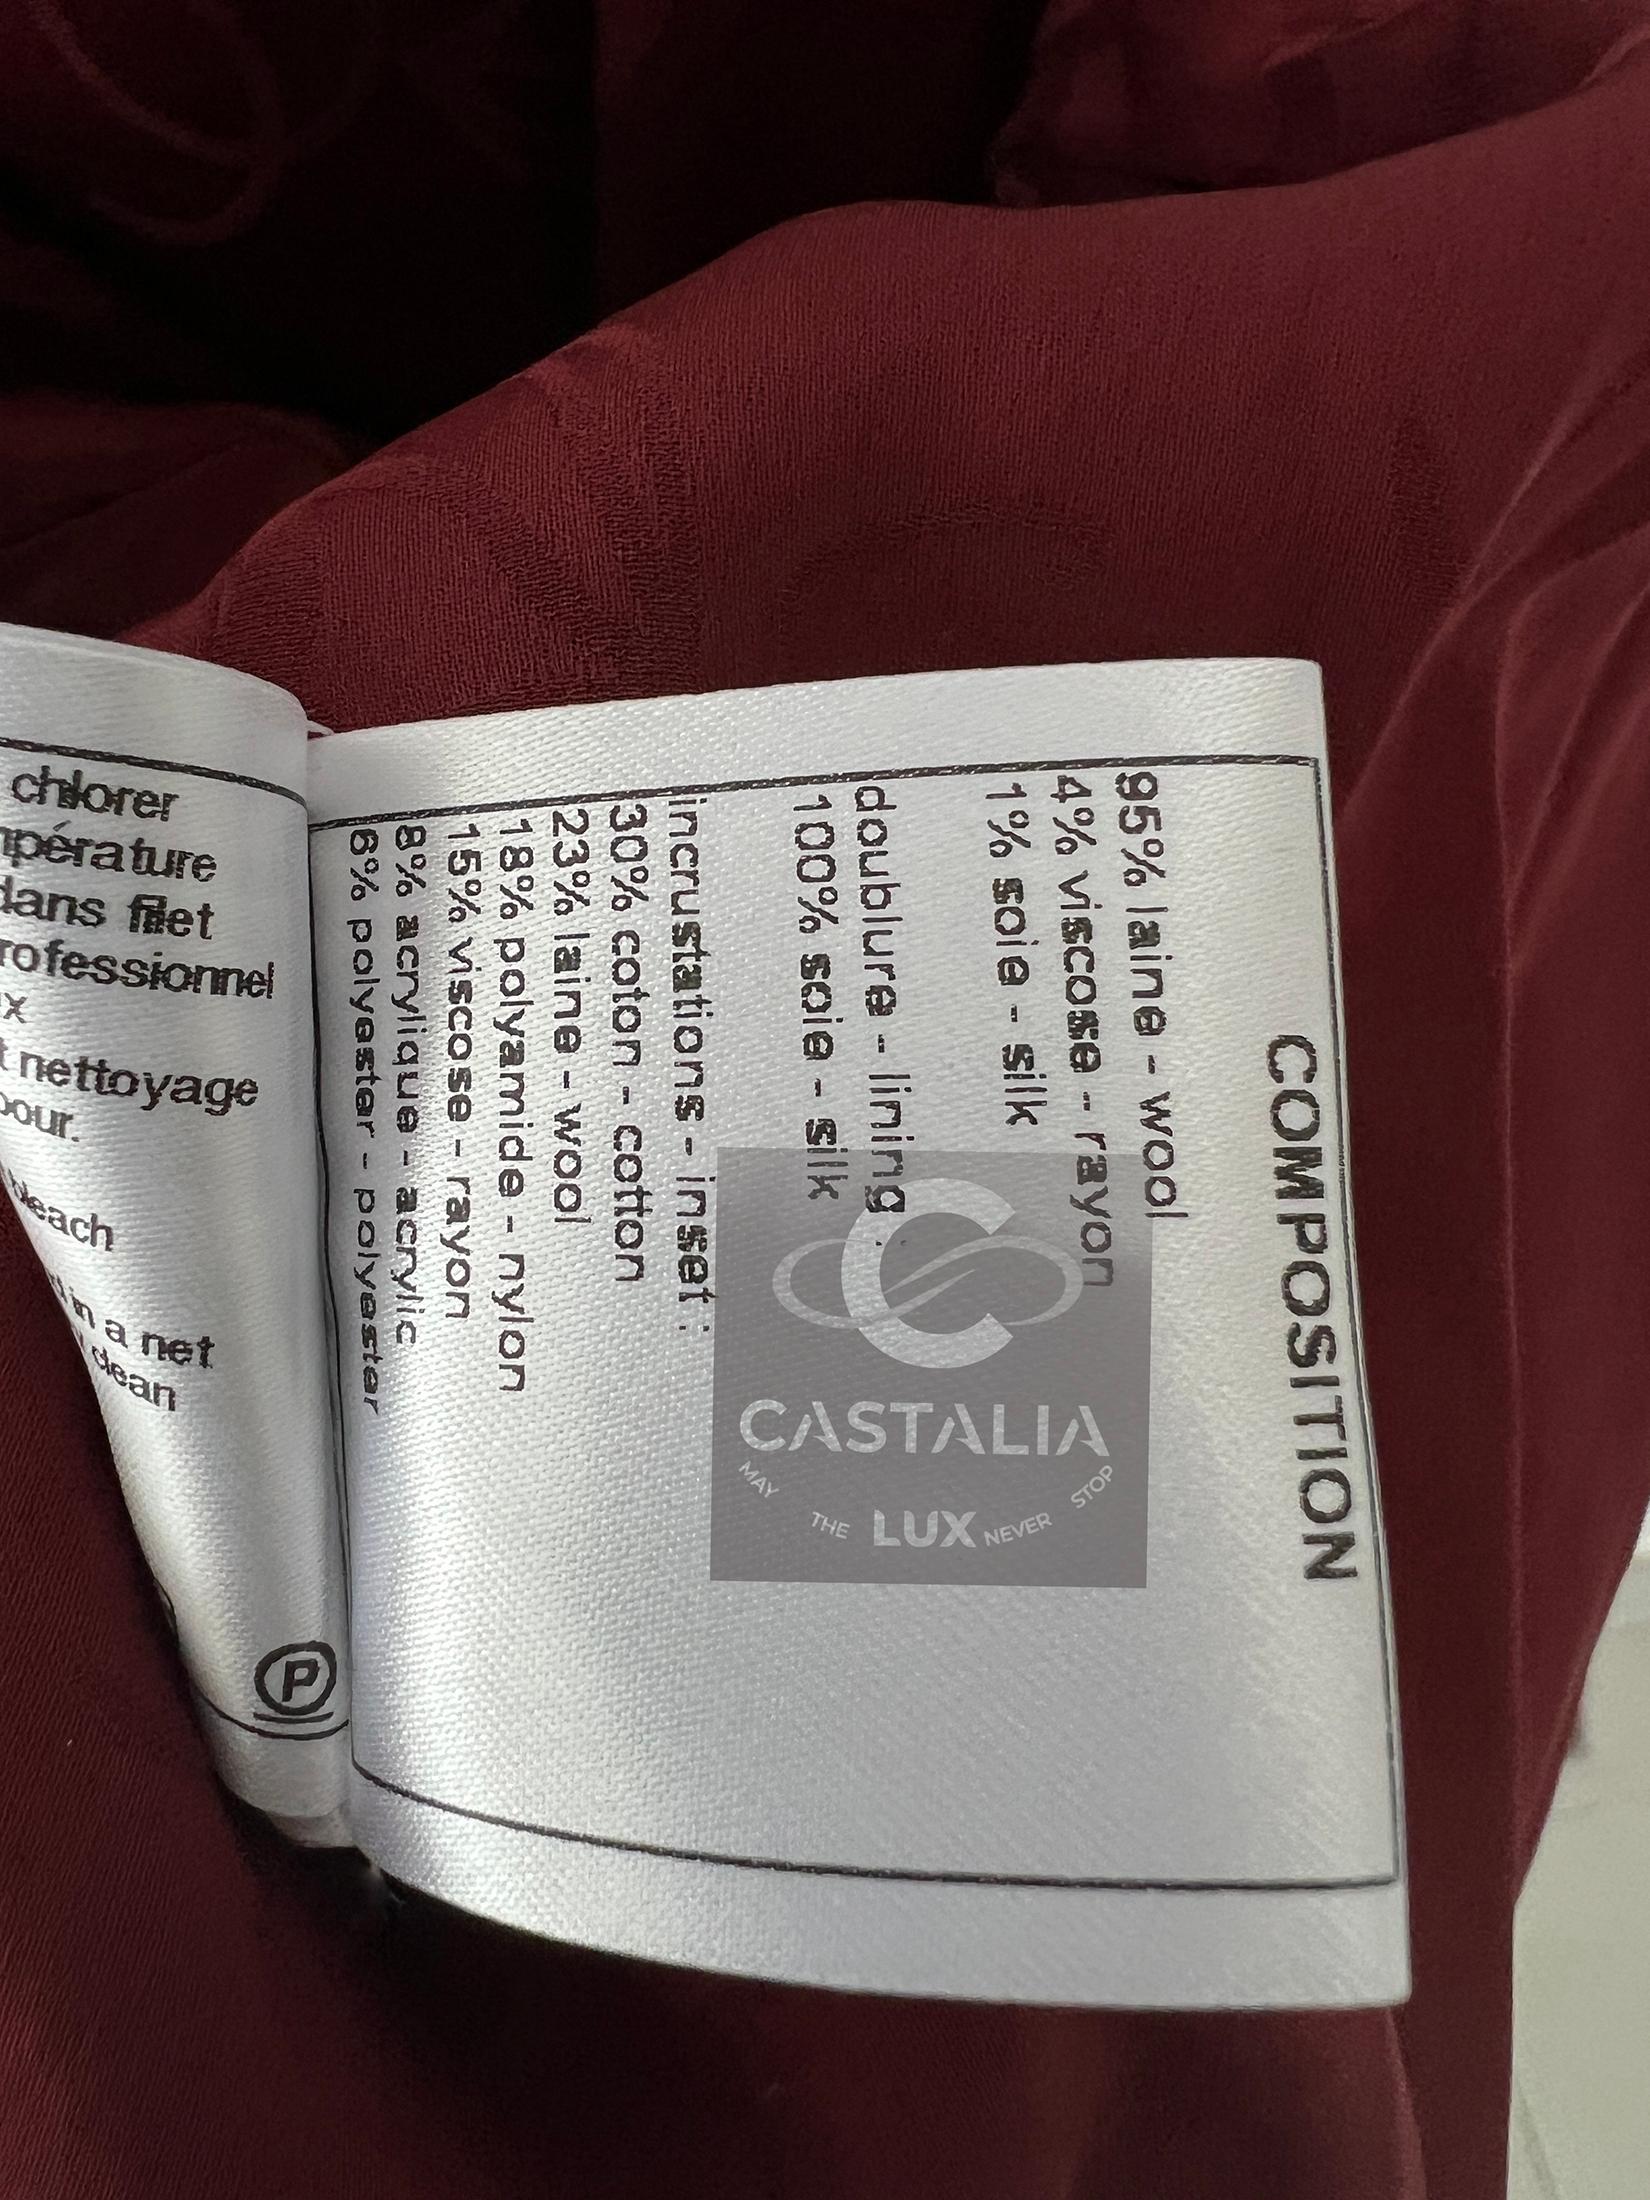 COMPOSITION
95% laine - wool
4% viscose - rayon
1% soie - silk
doublure - lining :
100% soie - silk
incrustations - inset :
30% coton - cotton
23% laine - wool
18% polyamide - nylon
15% viscose - rayon
8% acrylique - acrylic
6% polyester - polyester
chlorer
dans filet
nettoyage
pour.
bleach
in a net
clean
P
CASTALIA
MAY THE LUX NEVER STOP